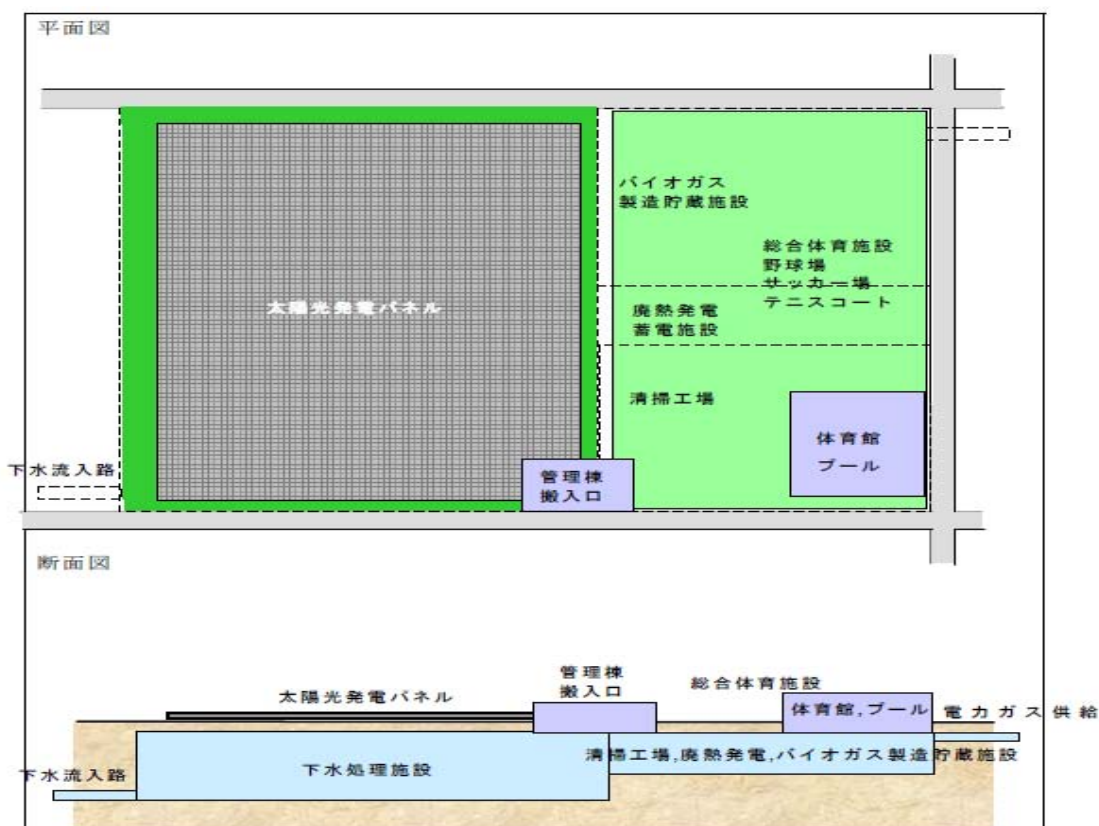 平面図
バイオガス
製造貯蔵施設
総合体育施設
野球場
サッカー場
テニスコート
太陽光発電パネル
廃熱発電
蓄電施設
清掃工場
体育館
プール
下水流入路
管理棟
搬入口
断面図
管理棟
搬入口
総合体育施設
太陽光発電パネル
体育館,プール
電力ガス供給
清掃工場,廃熱発電,バイオガス製造貯蔵施設
下水処理施設
下水流入路